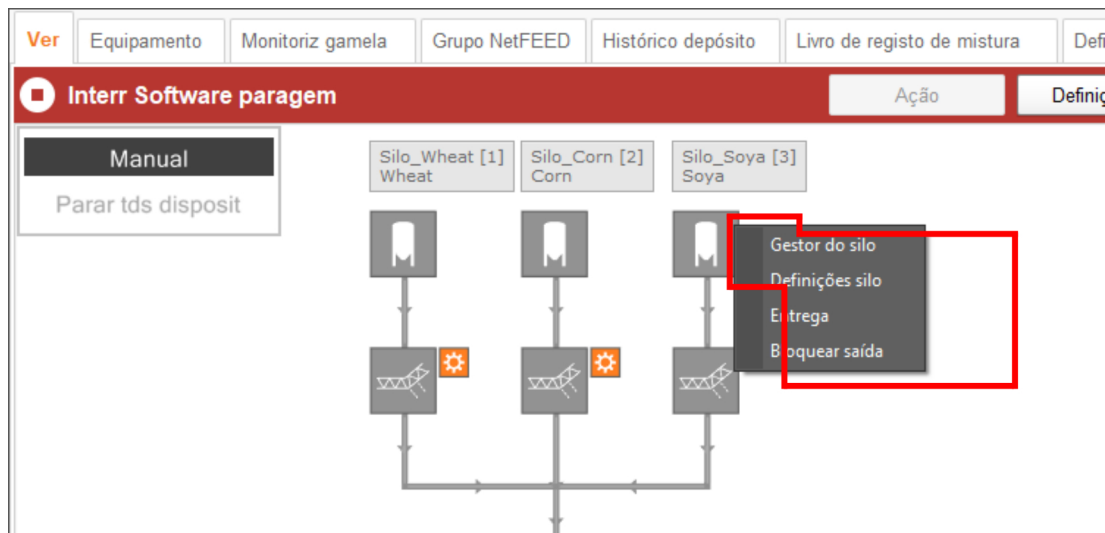 Ver
Equipamento
Monitoriz gamela
Grupo NetFEED
Histórico depósito
Livro de registo de mistura
Interr Software paragem
Ação
Manual
Parar tds disposit
Silo_Wheat [1]
Wheat
Silo_Corn [2]
Corn
Silo_Soya [3]
Soya
Gestor do silo
Definições silo
Entrega
Bloquear saída